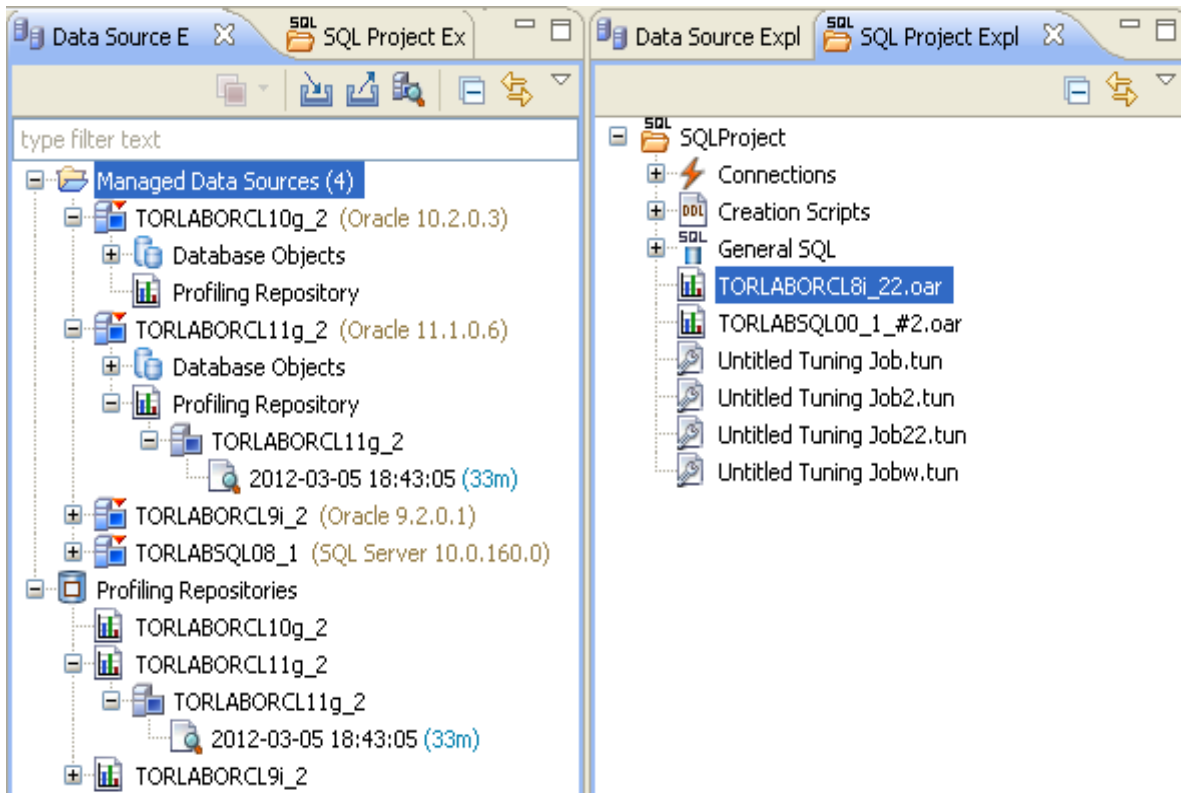 Data Source E
SQL Project Ex
type filter text
Managed Data Sources (4)
TORLABORCL10g_2 (Oracle 10.2.0.3)
Database Objects
Profiling Repository
TORLABORCL11g_2 (Oracle 11.1.0.6)
Database Objects
Profiling Repository
TORLABORCL11g_2
2012-03-05 18:43:05 (33m)
TORLABORCL9i_2 (Oracle 9.2.0.1)
TORLABSQL08_1 (SQL Server 10.0.160.0)
Profiling Repositories
TORLABORCL10g_2
TORLABORCL11g_2
TORLABORCL11g_2
2012-03-05 18:43:05 (33m)
TORLABORCL9i_2
Data Source Expl
SQL SQL Project Expl
SQL SQLProject
Connections
DDL Creation Scripts
SQL General SQL
TORLABORCL8i_22.oar
TORLABSQL00_1_#2.oar
Untitled Tuning Job.tun
Untitled Tuning Job2.tun
Untitled Tuning Job22.tun
Untitled Tuning Jobw.tun